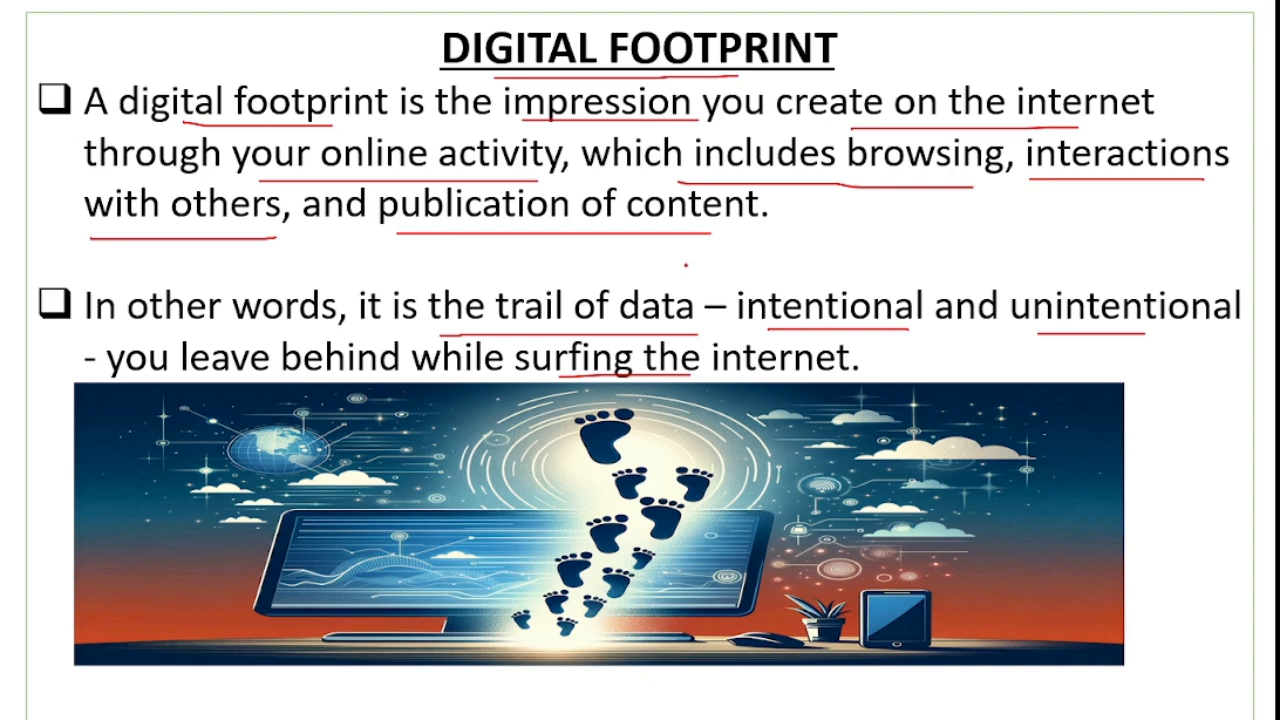 DIGITAL FOOTPRINT
❑ A digital footprint is the impression you create on the internet
through your online activity, which includes browsing, interactions
with others, and publication of content.
❑ In other words, it is the trail of data – intentional and unintentional
- you leave behind while surfing the internet.